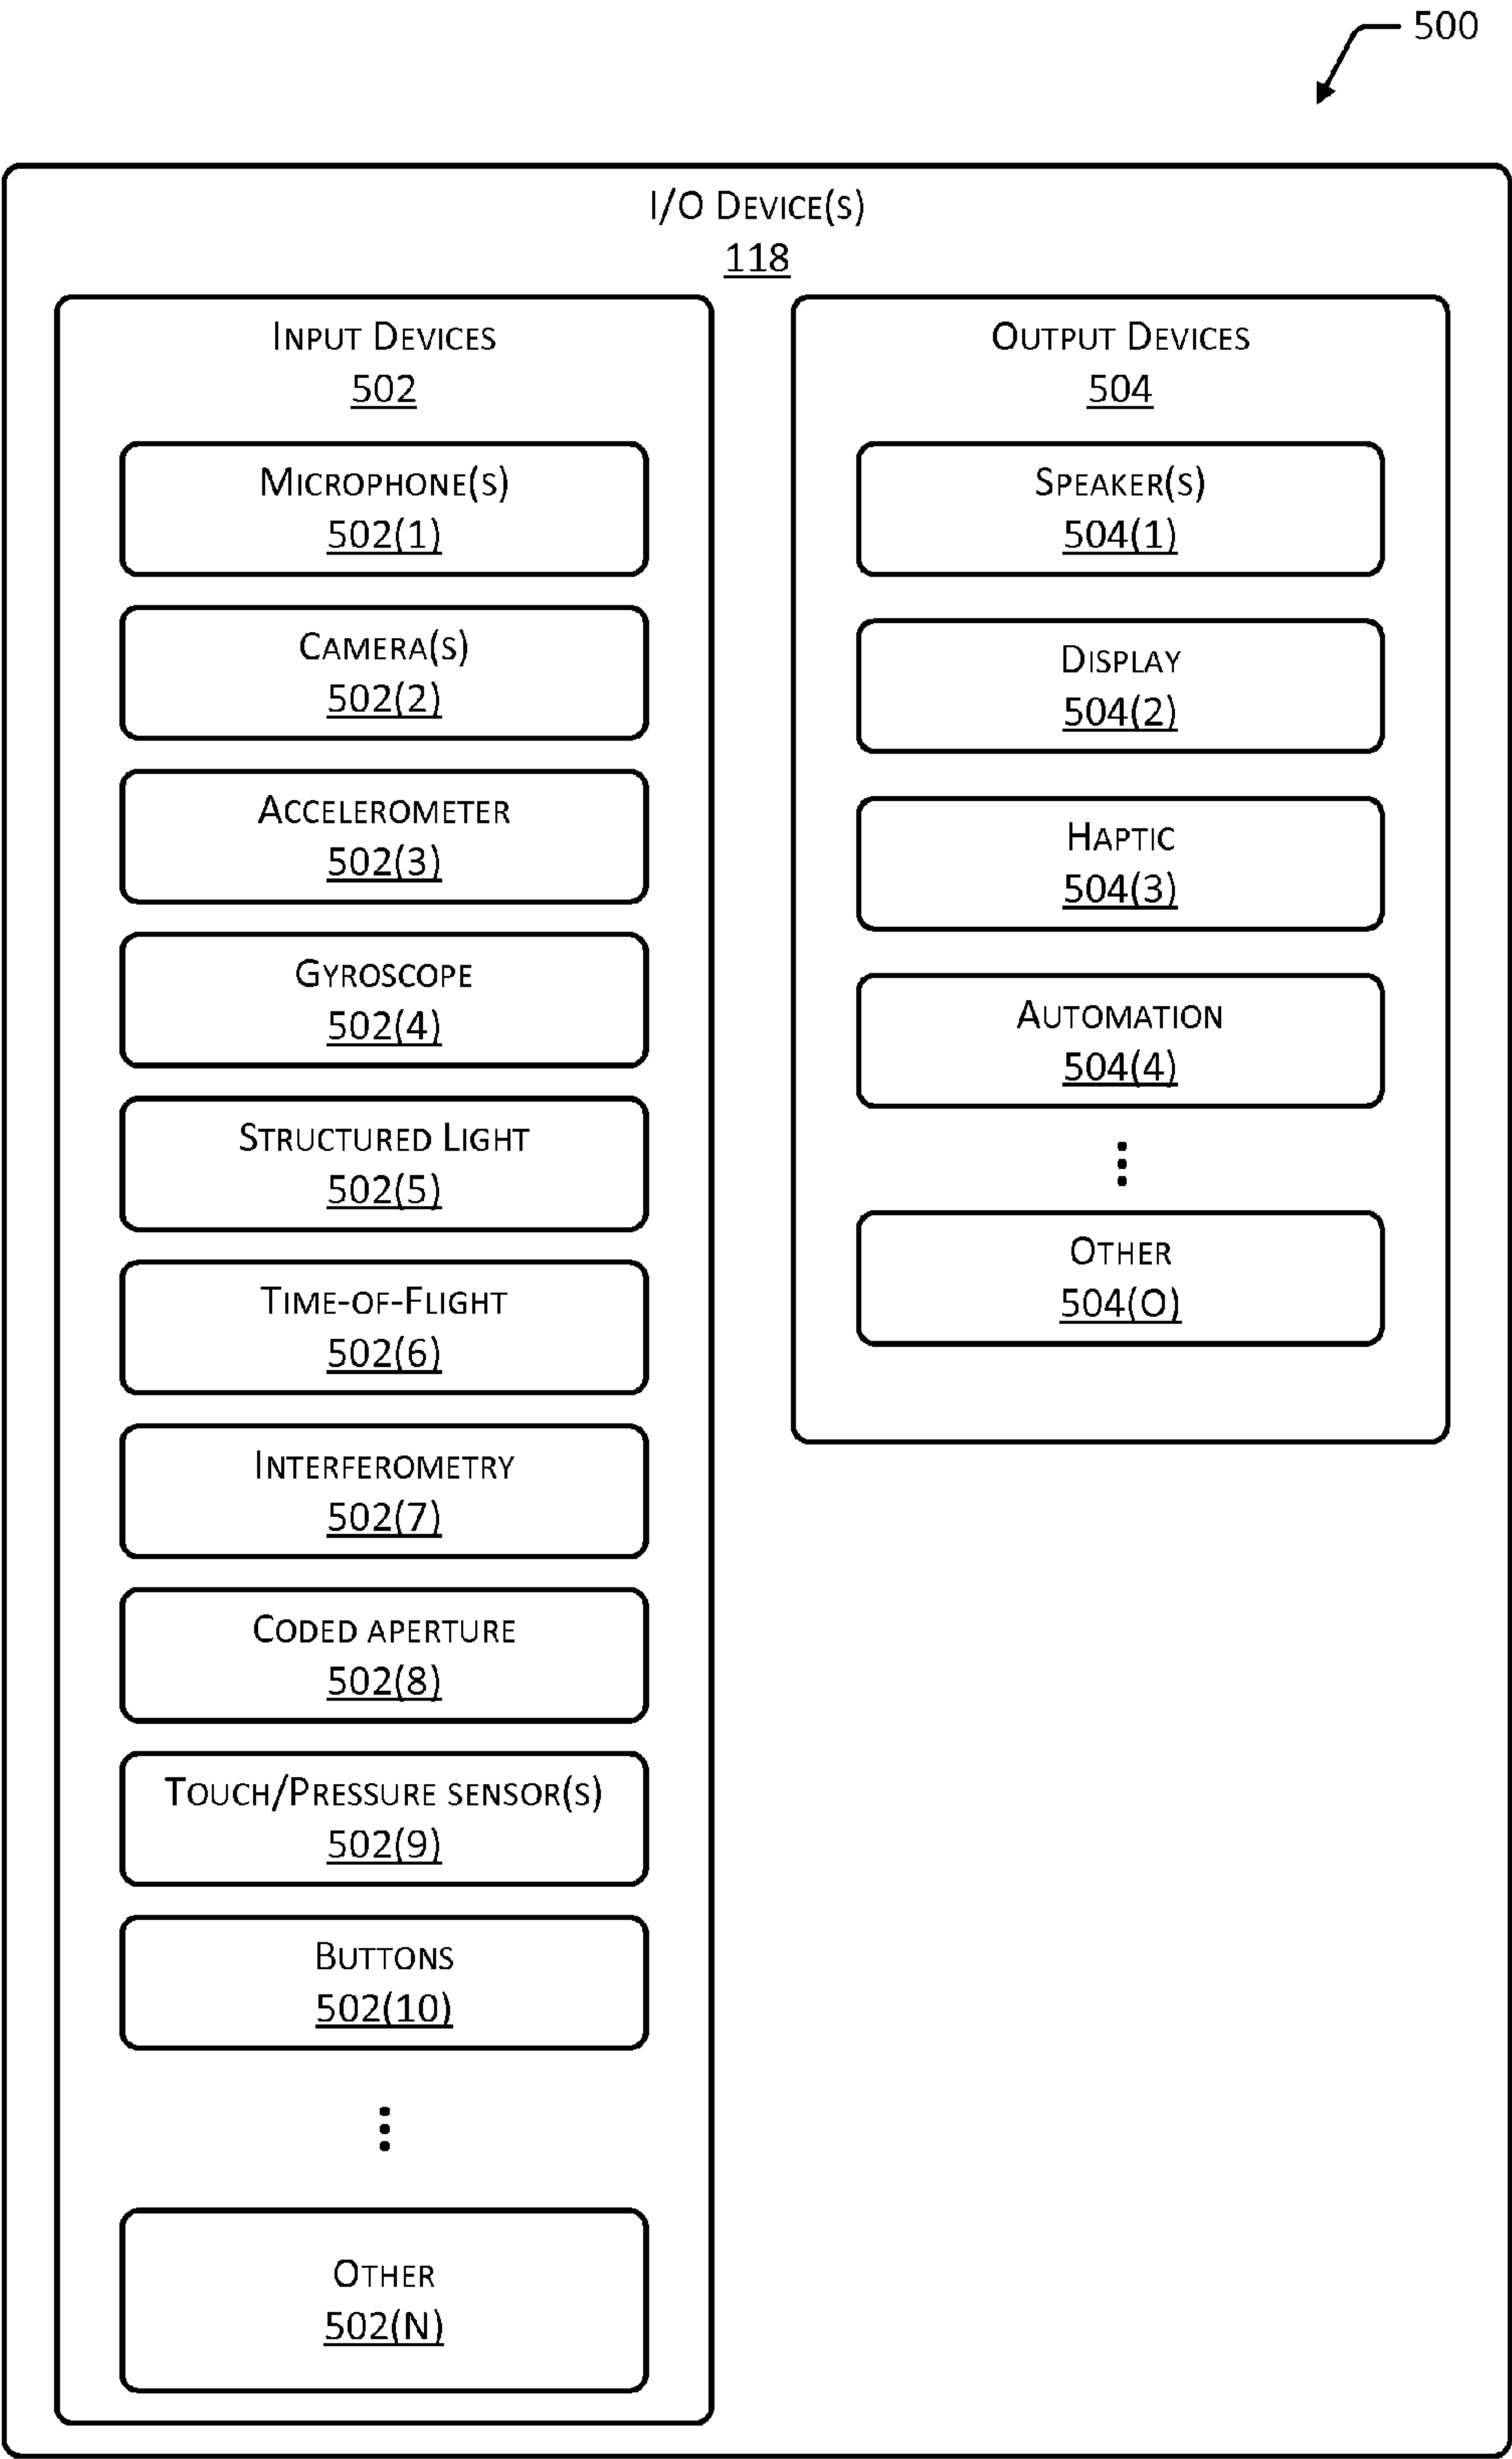 500
I/O Device(s)
118
Input Devices
502
Microphone(s)
502(1)
Camera(s)
502(2)
Accelerometer
502(3)
Gyroscope
502(4)
Structured Light
502(5)
Time-of-Flight
502(6)
Interferometry
502(7)
Coded aperture
502(8)
Touch/Pressure sensor(s)
502(9)
Buttons
502(10)
Other
502(N)
Output Devices
504
Speaker(s)
504(1)
Display
504(2)
Haptic
504(3)
Automation
504(4)
Other
504(O)